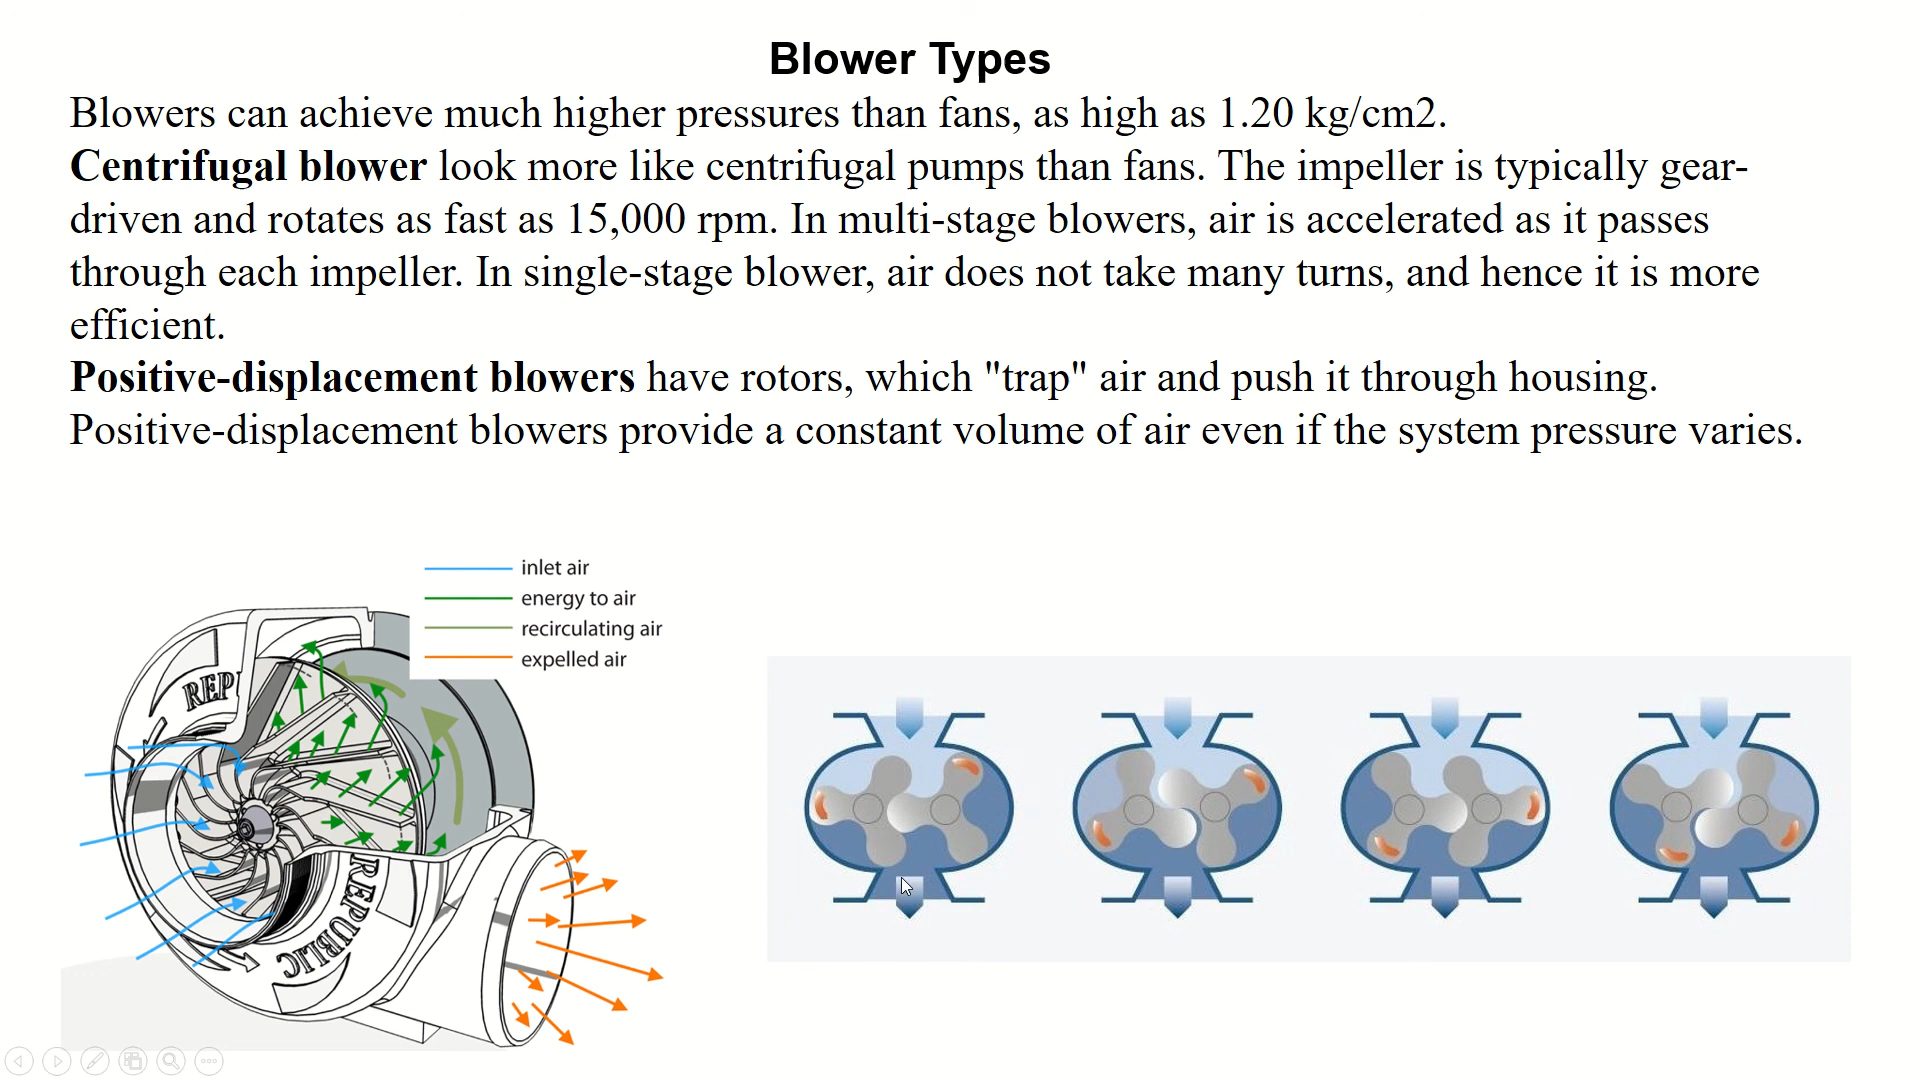 Blower Types
Blowers can achieve much higher pressures than fans, as high as 1.20 kg/cm2.
Centrifugal blower look more like centrifugal pumps than fans. The impeller is typically gear-
driven and rotates as fast as 15,000 rpm. In multi-stage blowers, air is accelerated as it passes
through each impeller. In single-stage blower, air does not take many turns, and hence it is more
efficient.
Positive-displacement blowers have rotors, which "trap" air and push it through housing.
Positive-displacement blowers provide a constant volume of air even if the system pressure varies.
inlet air
energy to air
recirculating air
expelled air
REPU
REPUBLIC